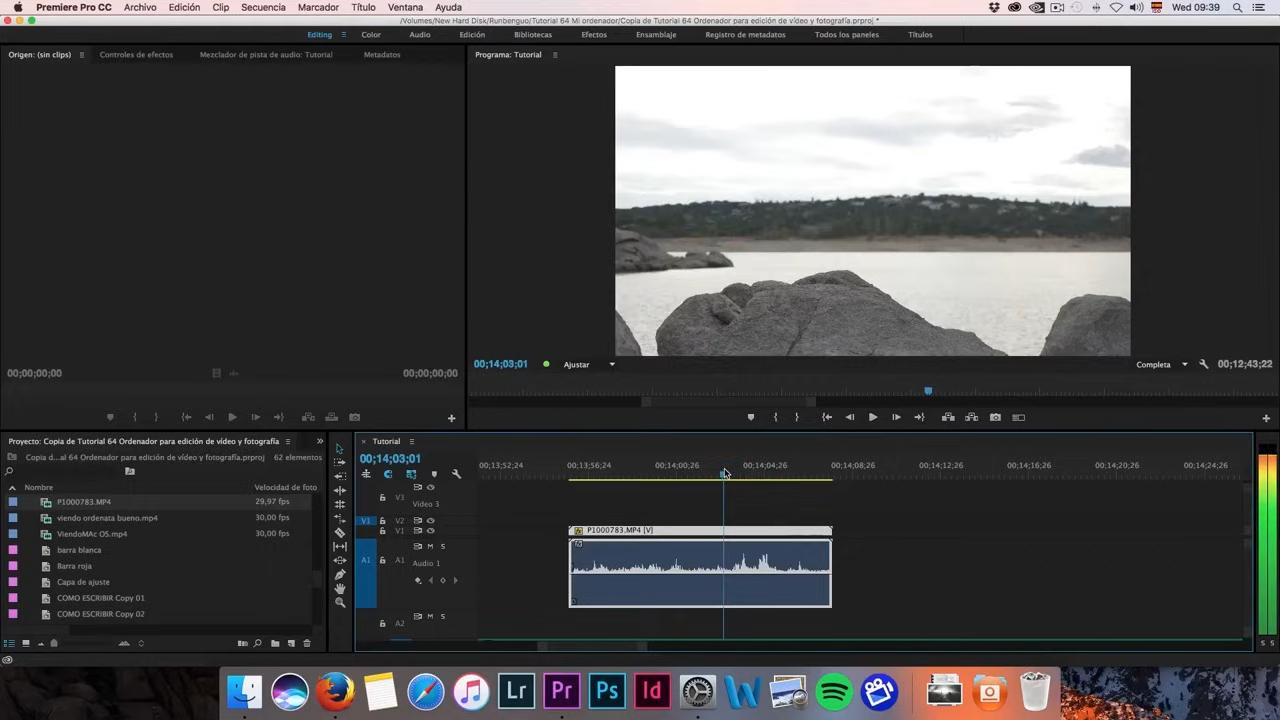 Premiere Pro CC Archivo Edición Clip Secuencia Marcador Título Ventana Ayuda Wed 09:39
/Volumes/New Hard Disk/Runbenguo/Tutorial 64 Mi ordenador/Copia de Tutorial 64 Ordenador para edición de vídeo y fotografía.prproj *
Editing Color Audio Edición Bibliotecas Efectos Ensamblaje Registro de metadatos Todos los paneles Títulos
Origen: (sin clips) Controles de efectos Mezclador de pista de audio: Tutorial Metadatos Programa: Tutorial
00;00;00;00 00;00;00;00 00;14;03;01 Ajustar Completa 00;12;43;22
Proyecto: Copia de Tutorial 64 Ordenador para edición de vídeo y fotografía
Copia d...al 64 Ordenador para edición de vídeo y fotografía.prproj 62 elementos
Nombre Velocidad de foto
P1000783.MP4 29,97 fps
viendo ordenata bueno.mp4 30,00 fps
ViendoMAc OS.mp4 30,00 fps
barra blanca
Barra roja
Capa de ajuste
COMO ESCRIBIR Copy 01
COMO ESCRIBIR Copy 02
Tutorial
00;14;03;01
00;13;52;24 00;13;56;24 00;14;00;26 00;14;04;26 00;14;08;26 00;14;12;26 00;14;16;26 00;14;20;26 00;14;24;26
V3
Vídeo 3
V1 V2
V1 P1000783.MP4 [V]
M S
A1 A1 Audio 1
M S
A2
S S
Lr Pr Ps Id